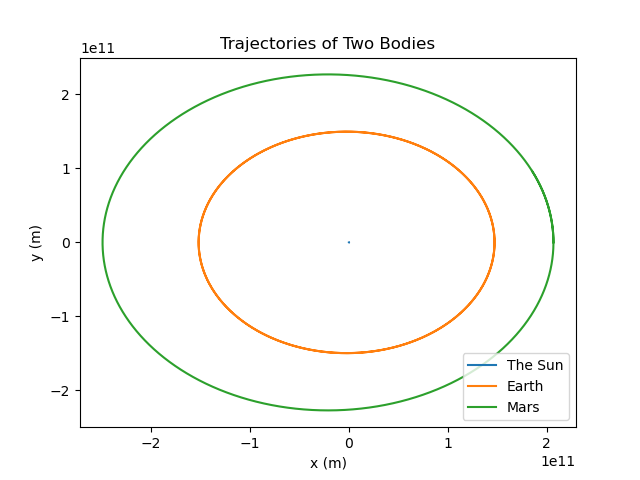 Trajectories of Two Bodies
1e11
2
1
0
−1
−2
y (m)
−2 −1 0 1 2
x (m)
1e11
The Sun
Earth
Mars